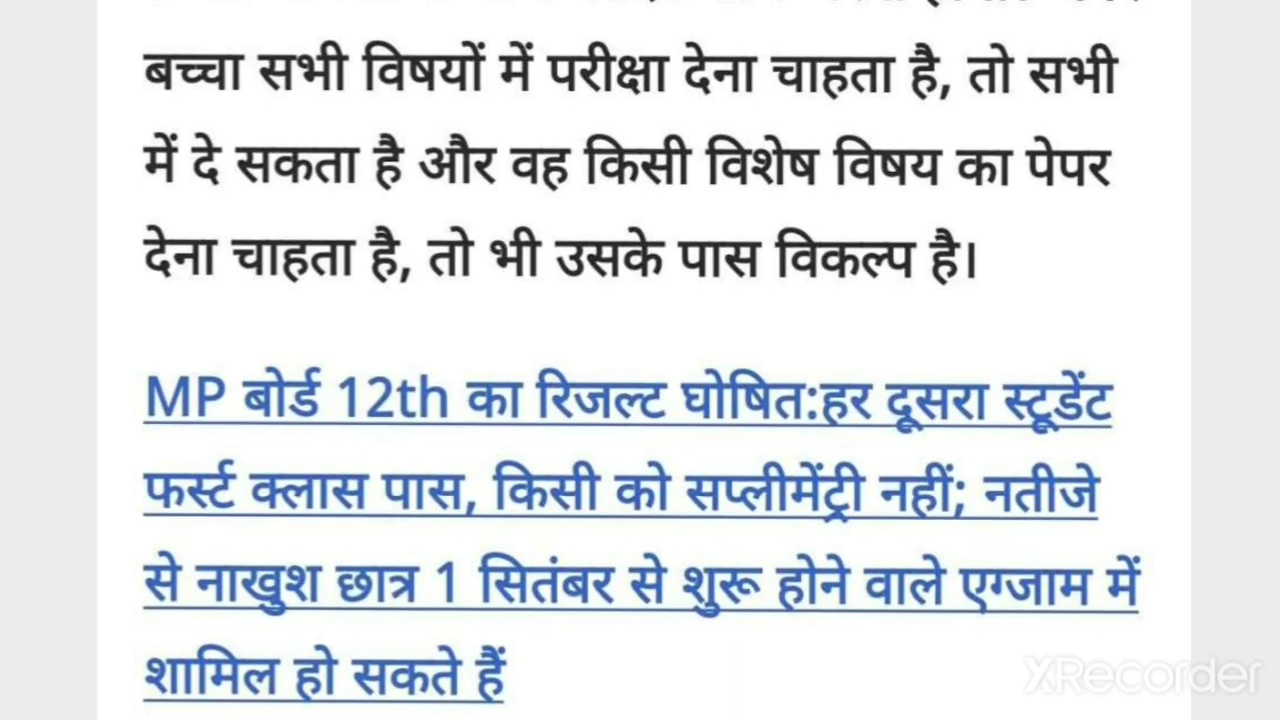 बच्चा सभी विषयों में परीक्षा देना चाहता है, तो सभी
में दे सकता है और वह किसी विशेष विषय का पेपर
देना चाहता है, तो भी उसके पास विकल्प है।
MP बोर्ड 12th का रिजल्ट घोषित:हर दूसरा स्टूडेंट
फर्स्ट क्लास पास, किसी को सप्लीमेंट्री नहीं; नतीजे
से नाखुश छात्र 1 सितंबर से शुरू होने वाले एग्जाम में
शामिल हो सकते हैं
XRecorder